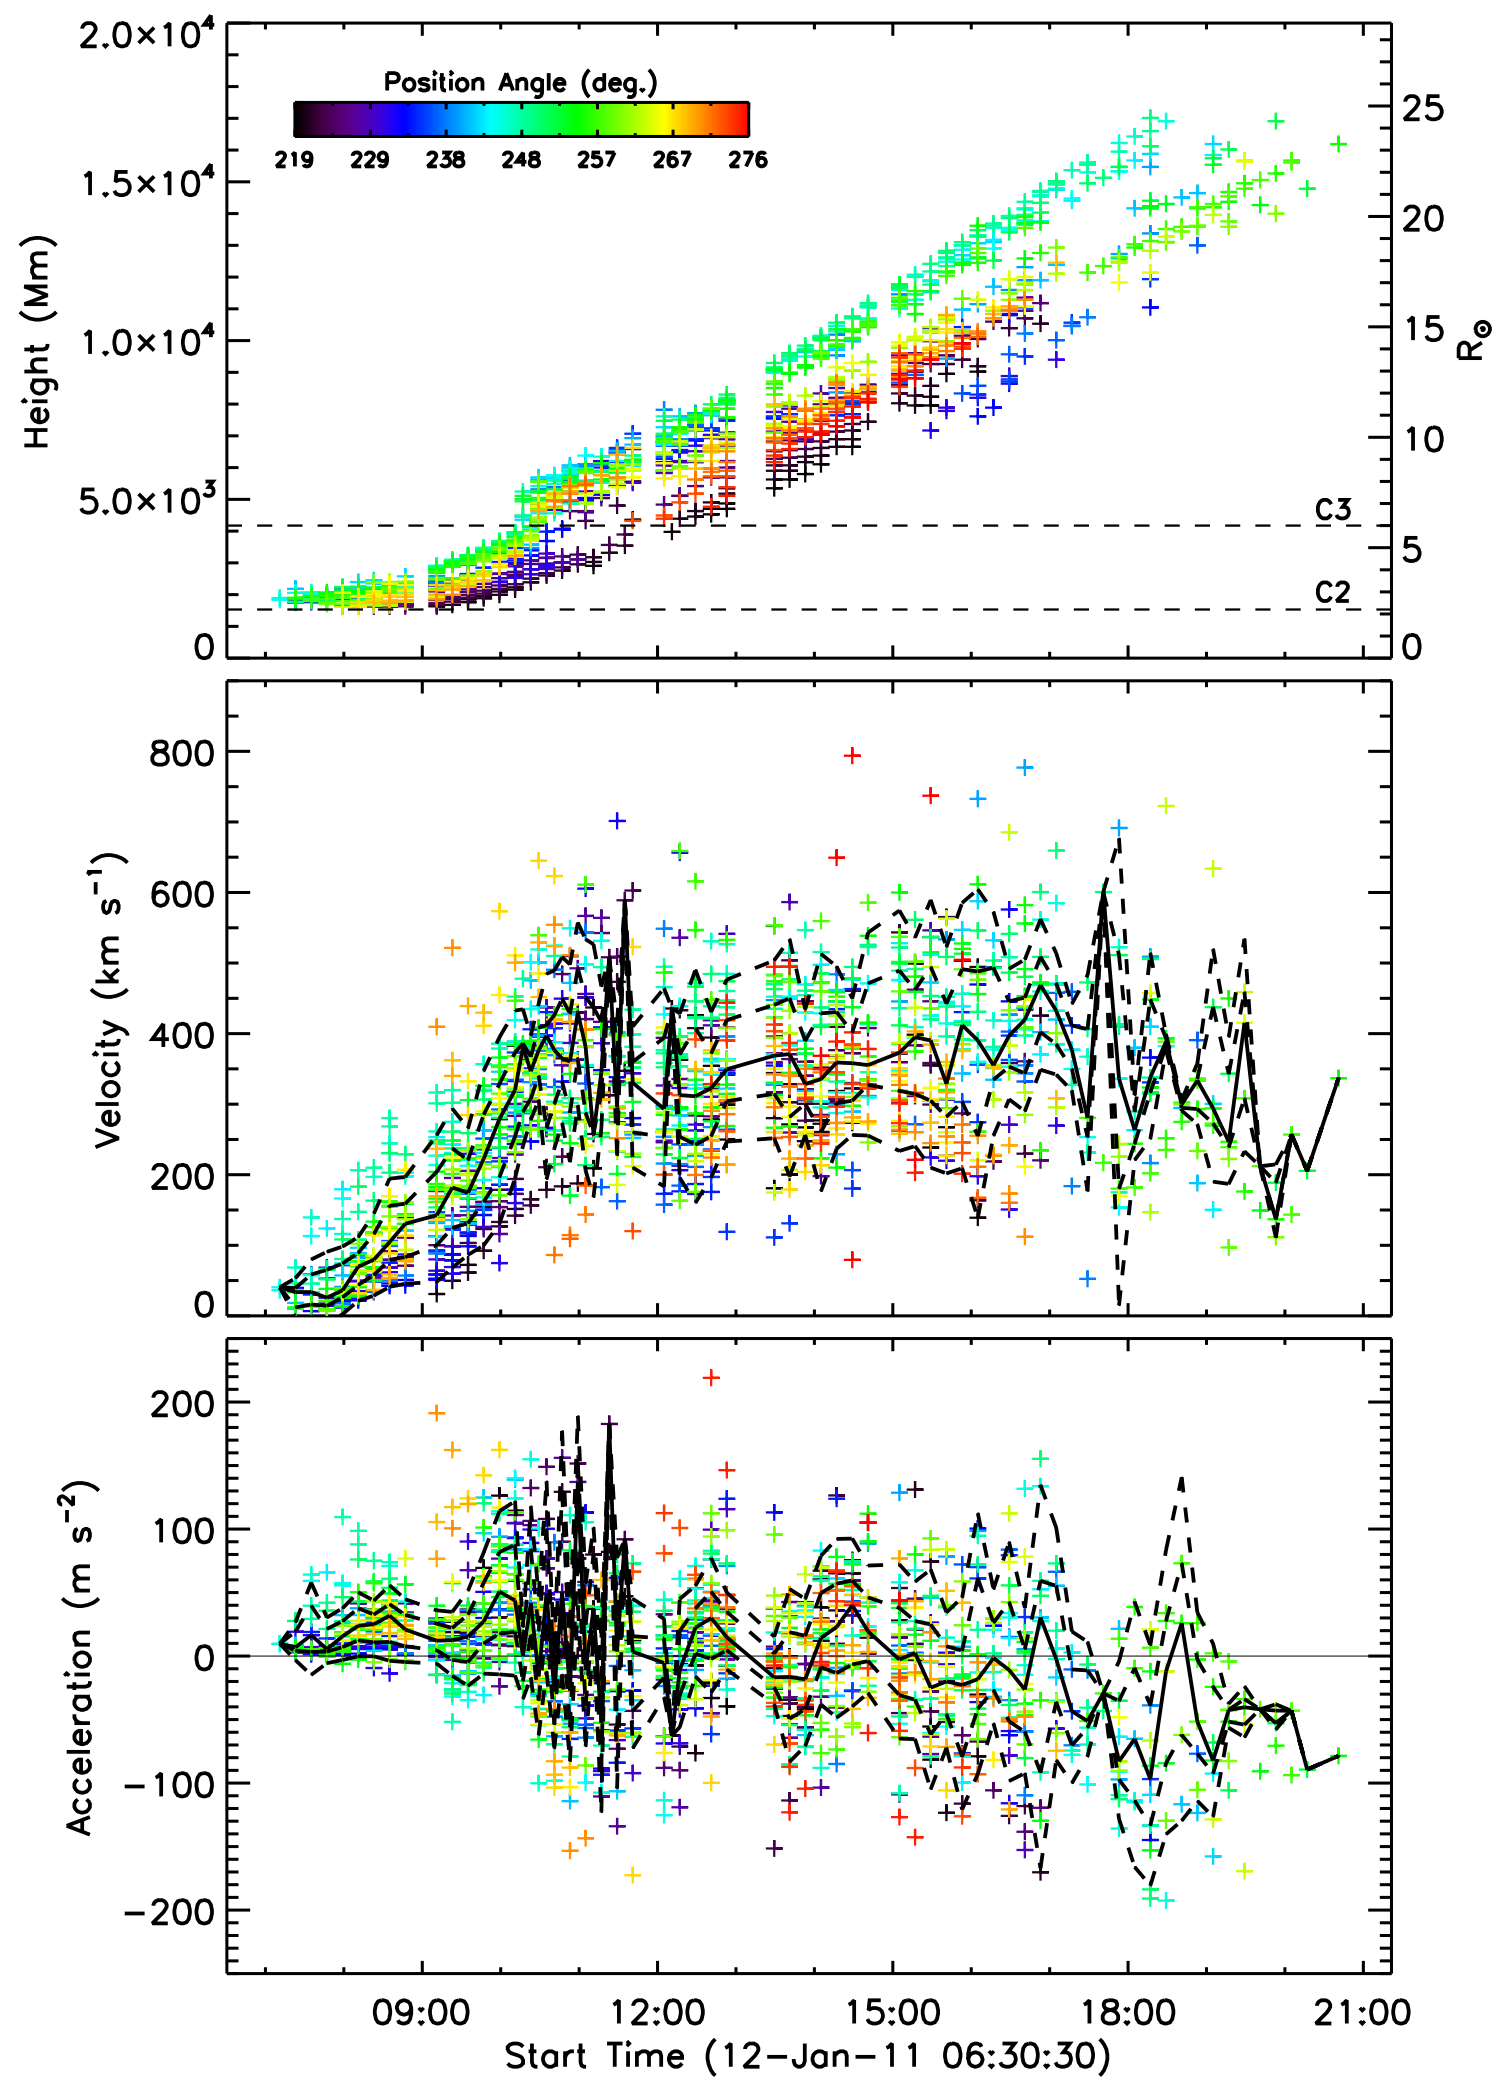 2.0×10⁴
1.5×10⁴
1.0×10⁴
5.0×10³
0
Height (Mm)
Position Angle (deg.)
219 229 238 248 257 267 276
25
20
15
10
5
0
R⊙
C3
C2
800
600
400
200
0
Velocity (km s⁻¹)
200
100
0
−100
−200
Acceleration (m s⁻²)
09:00 12:00 15:00 18:00 21:00
Start Time (12-Jan-11 06:30:30)